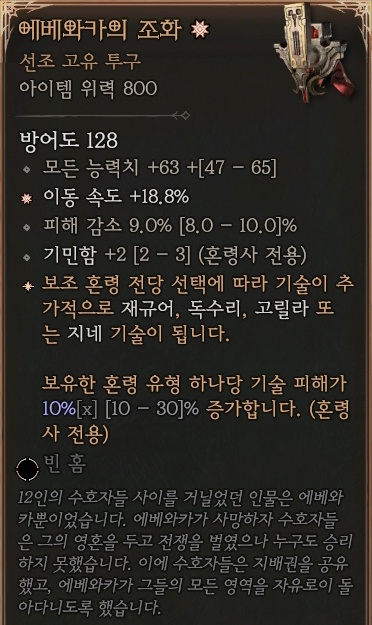 에베와카의 조화
선조 고유 투구
아이템 위력 800
방어도 128
모든 능력치 +63 +[47 - 65]
이동 속도 +18.8%
피해 감소 9.0% [8.0 - 10.0]%
기민함 +2 [2 - 3] (혼령사 전용)
보조 혼령 전당 선택에 따라 기술이 추
가적으로 재규어, 독수리, 고릴라 또
는 지네 기술이 됩니다.
보유한 혼령 유형 하나당 기술 피해가
10%[x] [10 - 30]% 증가합니다. (혼령
사 전용)
빈 홈
12인의 수호자들 사이를 거닐었던 인물은 에베와
카뿐이었습니다. 에베와카가 사망하자 수호자들
은 그의 영혼을 두고 전쟁을 벌였으나 누구도 승리
하지 못했습니다. 이에 수호자들은 지배권을 공유
했고, 에베와카가 그들의 모든 영역을 자유로이 돌
아다니도록 했습니다.